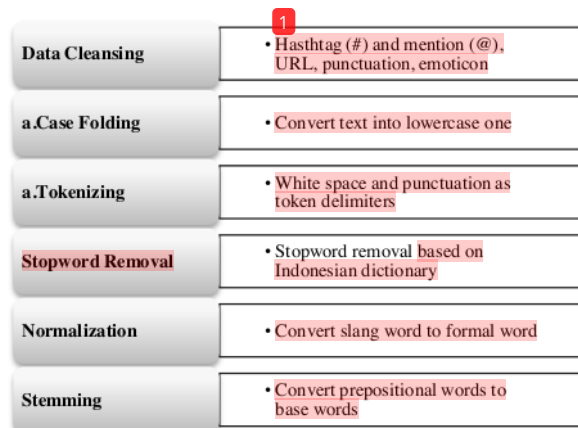 1
Data Cleansing
• Hasthtag (#) and mention (@),
URL, punctuation, emoticon
a.Case Folding
• Convert text into lowercase one
a.Tokenizing
• White space and punctuation as
token delimiters
Stopword Removal
• Stopword removal based on
Indonesian dictionary
Normalization
• Convert slang word to formal word
Stemming
• Convert prepositional words to
base words